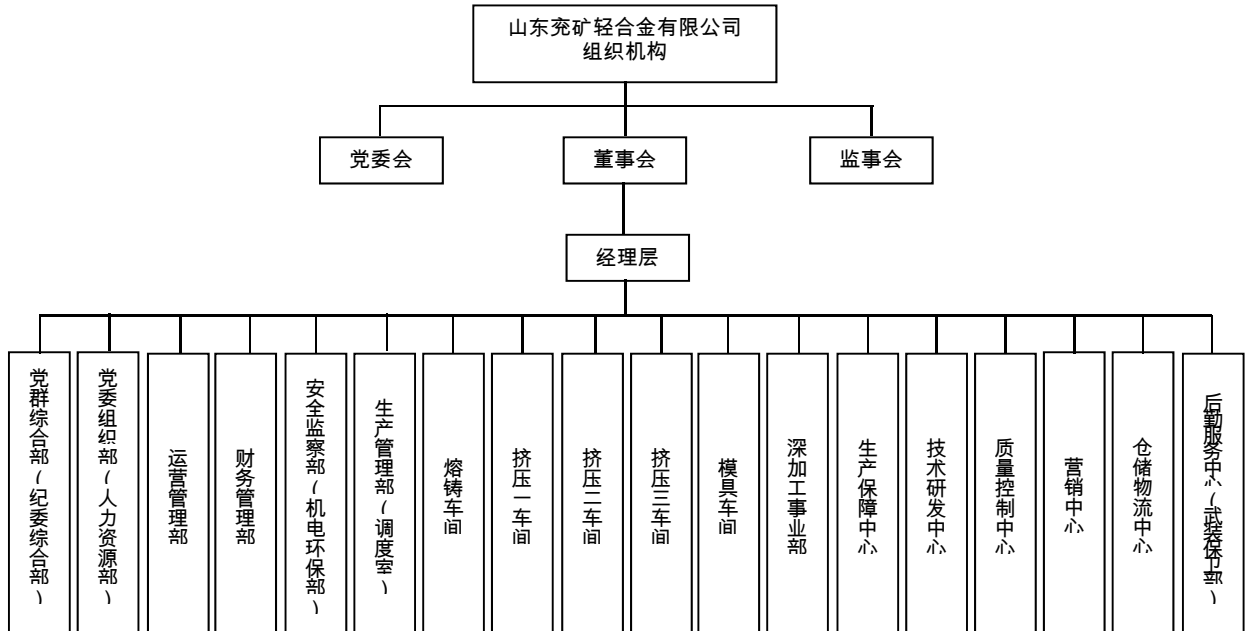 山东兖矿轻合金有限公司
组织机构
党委会
董事会
监事会
经理层
党群综合部(纪委综合部)
党委组织部(人力资源部)
运营管理部
财务管理部
安全监察部(机电环保部)
生产管理部(调度室)
熔铸车间
挤压一车间
挤压二车间
挤压三车间
模具车间
深加工事业部
生产保障中心
技术研发中心
质量控制中心
营销中心
仓储物流中心
后勤服务中心(武装保卫部)